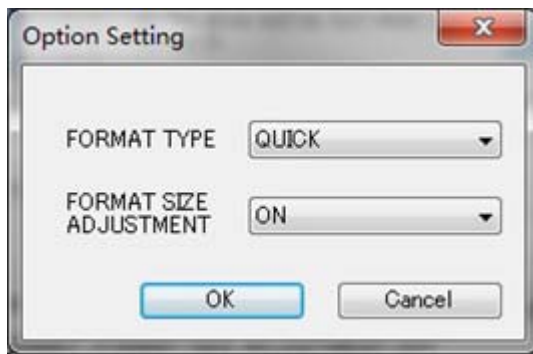 Option Setting
FORMAT TYPE QUICK
FORMAT SIZE
ADJUSTMENT ON
OK Cancel